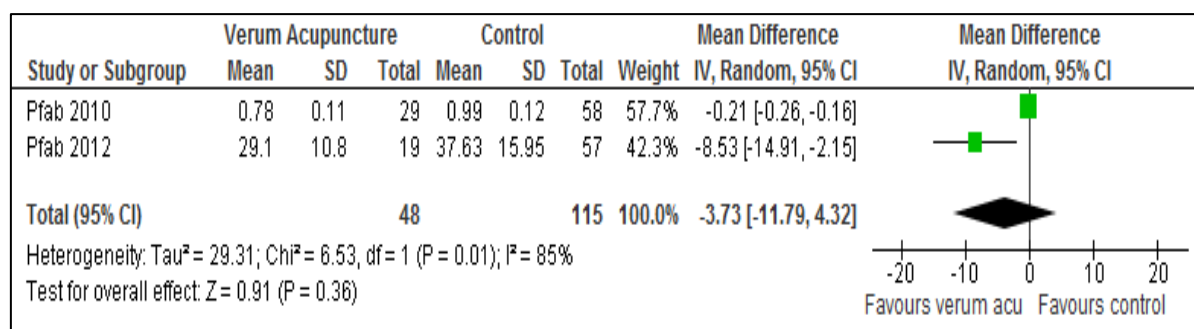 Verum Acupuncture Control Mean Difference Mean Difference
Study or Subgroup Mean SD Total Mean SD Total Weight IV, Random, 95% CI IV, Random, 95% CI
Pfab 2010 0.78 0.11 29 0.99 0.12 58 57.7% -0.21 [-0.26, -0.16]
Pfab 2012 29.1 10.8 19 37.63 15.95 57 42.3% -8.53 [-14.91, -2.15]
Total (95% CI) 48 115 100.0% -3.73 [-11.79, 4.32]
Heterogeneity: Tau² = 29.31; Chi² = 6.53, df = 1 (P = 0.01); I² = 85%
Test for overall effect: Z = 0.91 (P = 0.36)
-20 -10 0 10 20
Favours verum acu Favours control